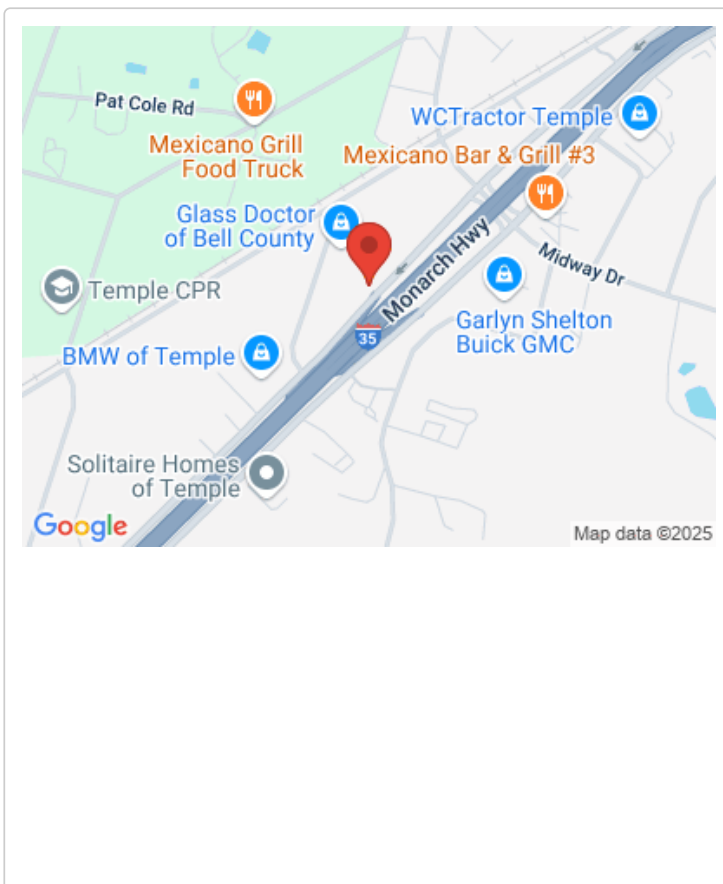 Pat Cole Rd
Mexicano Grill
Food Truck
WCTractor Temple
Mexicano Bar & Grill #3
Glass Doctor
of Bell County
Monarch Hwy
Midway Dr
Temple CPR
35
Garlyn Shelton
Buick GMC
BMW of Temple
Solitaire Homes
of Temple
Google
Map data ©2025